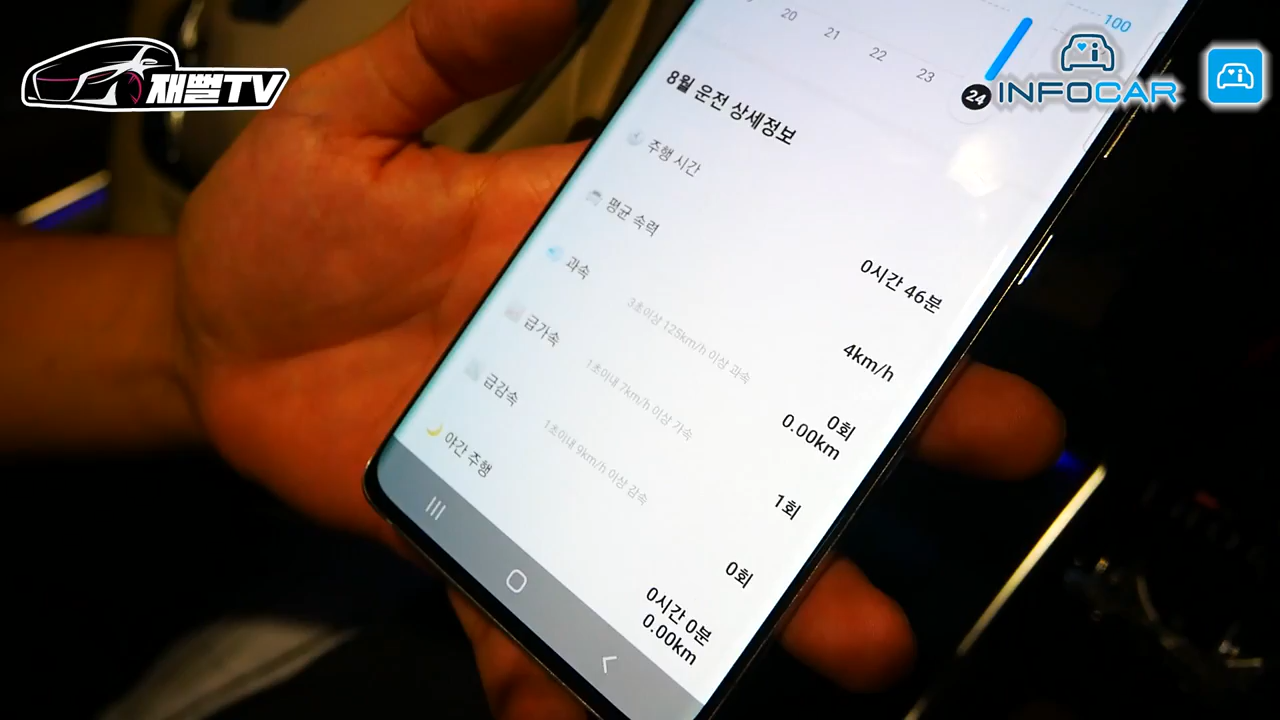 재뻘TV
INFOCAR
100
20
21
22
23
24
8월 운전 상세정보
주행 시간
0시간 46분
평균 속력
4km/h
과속
3초이상 125km/h 이상 과속
0회
0.00km
급가속
1초이내 7km/h 이상 가속
1회
급감속
1초이내 9km/h 이상 감속
0회
야간 주행
0시간 0분
0.00km